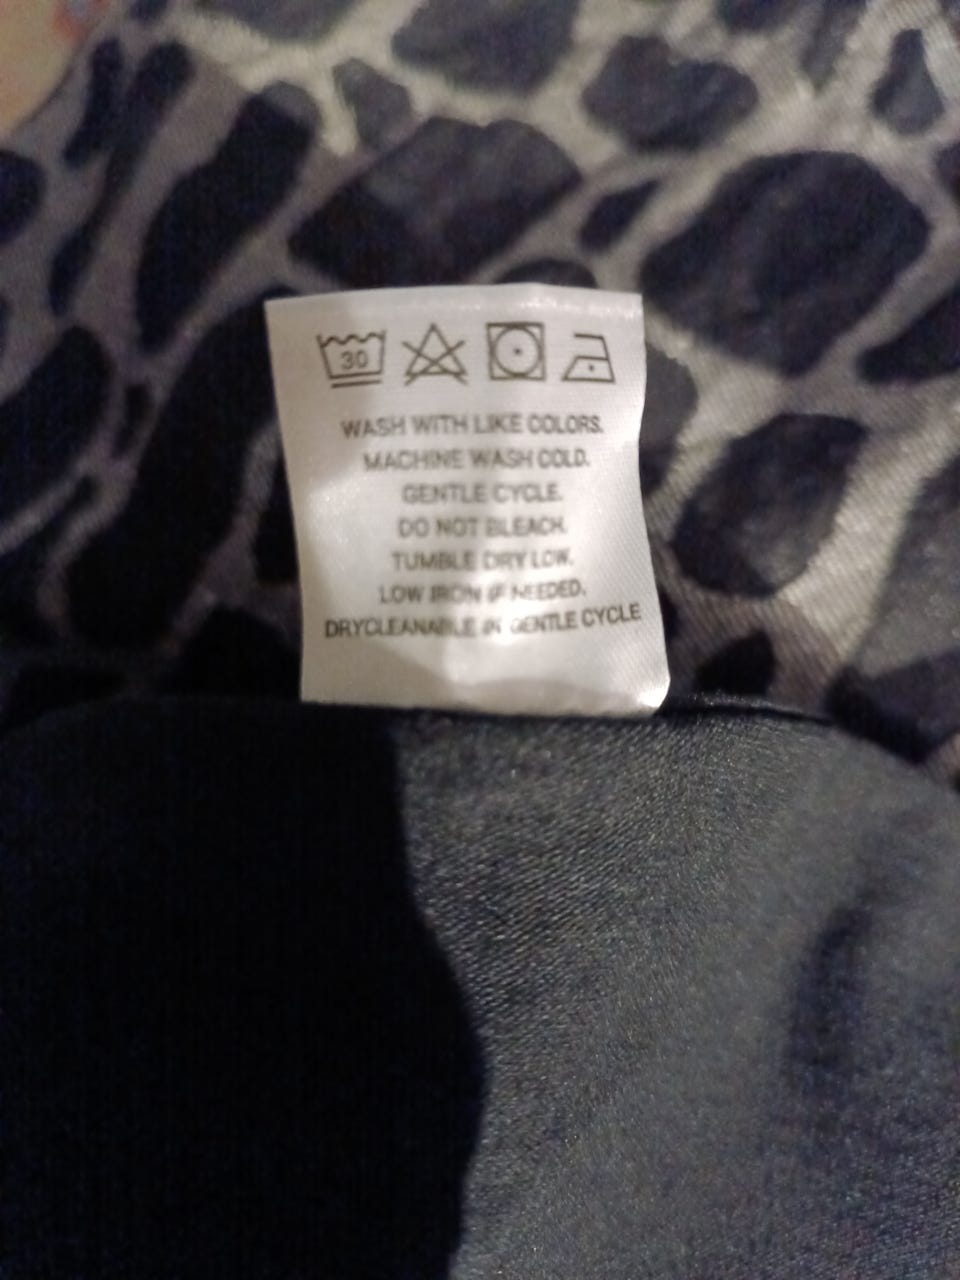 30
WASH WITH LIKE COLORS.
MACHINE WASH COLD.
GENTLE CYCLE.
DO NOT BLEACH.
TUMBLE DRY LOW.
LOW IRON IF NEEDED.
DRYCLEANABLE IN GENTLE CYCLE